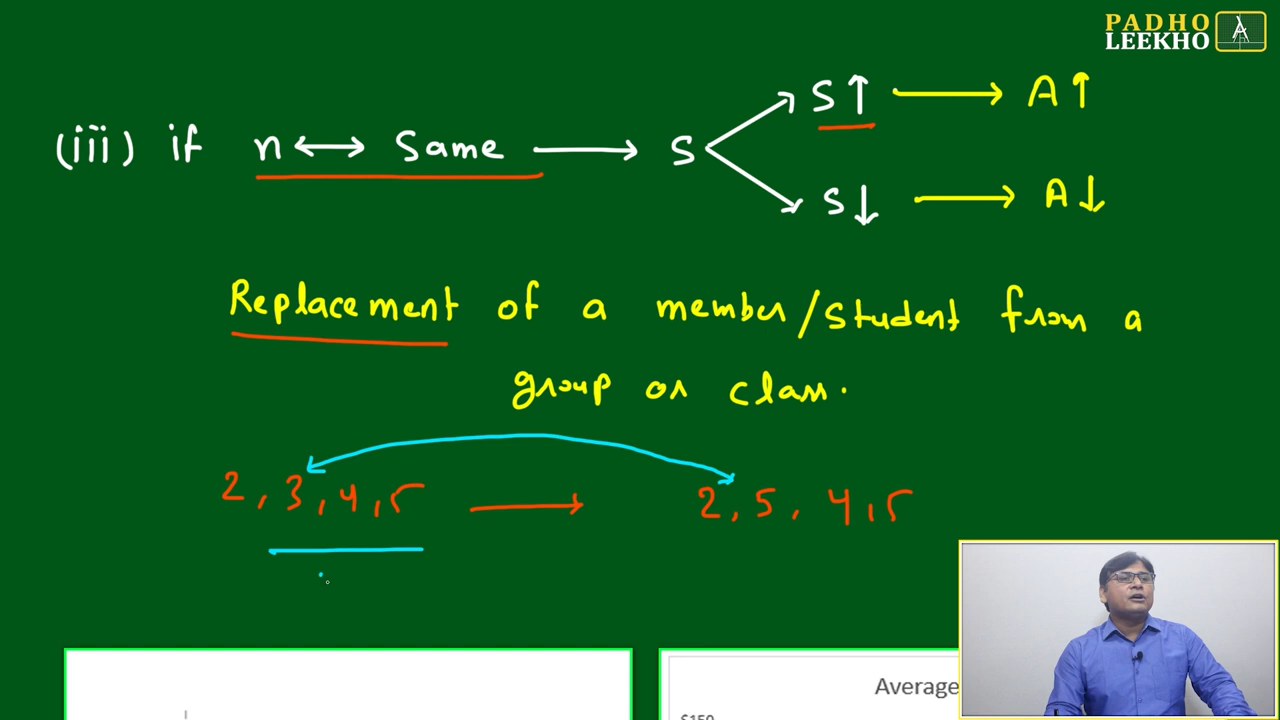 PADHO
LEEKHO
(iii) if n ↔ Same → S
S↑ → A↑
S↓ → A↓
Replacement of a member/student from a
group or class.
2, 3, 4, 5 → 2, 5, 4, 5
Average
$150